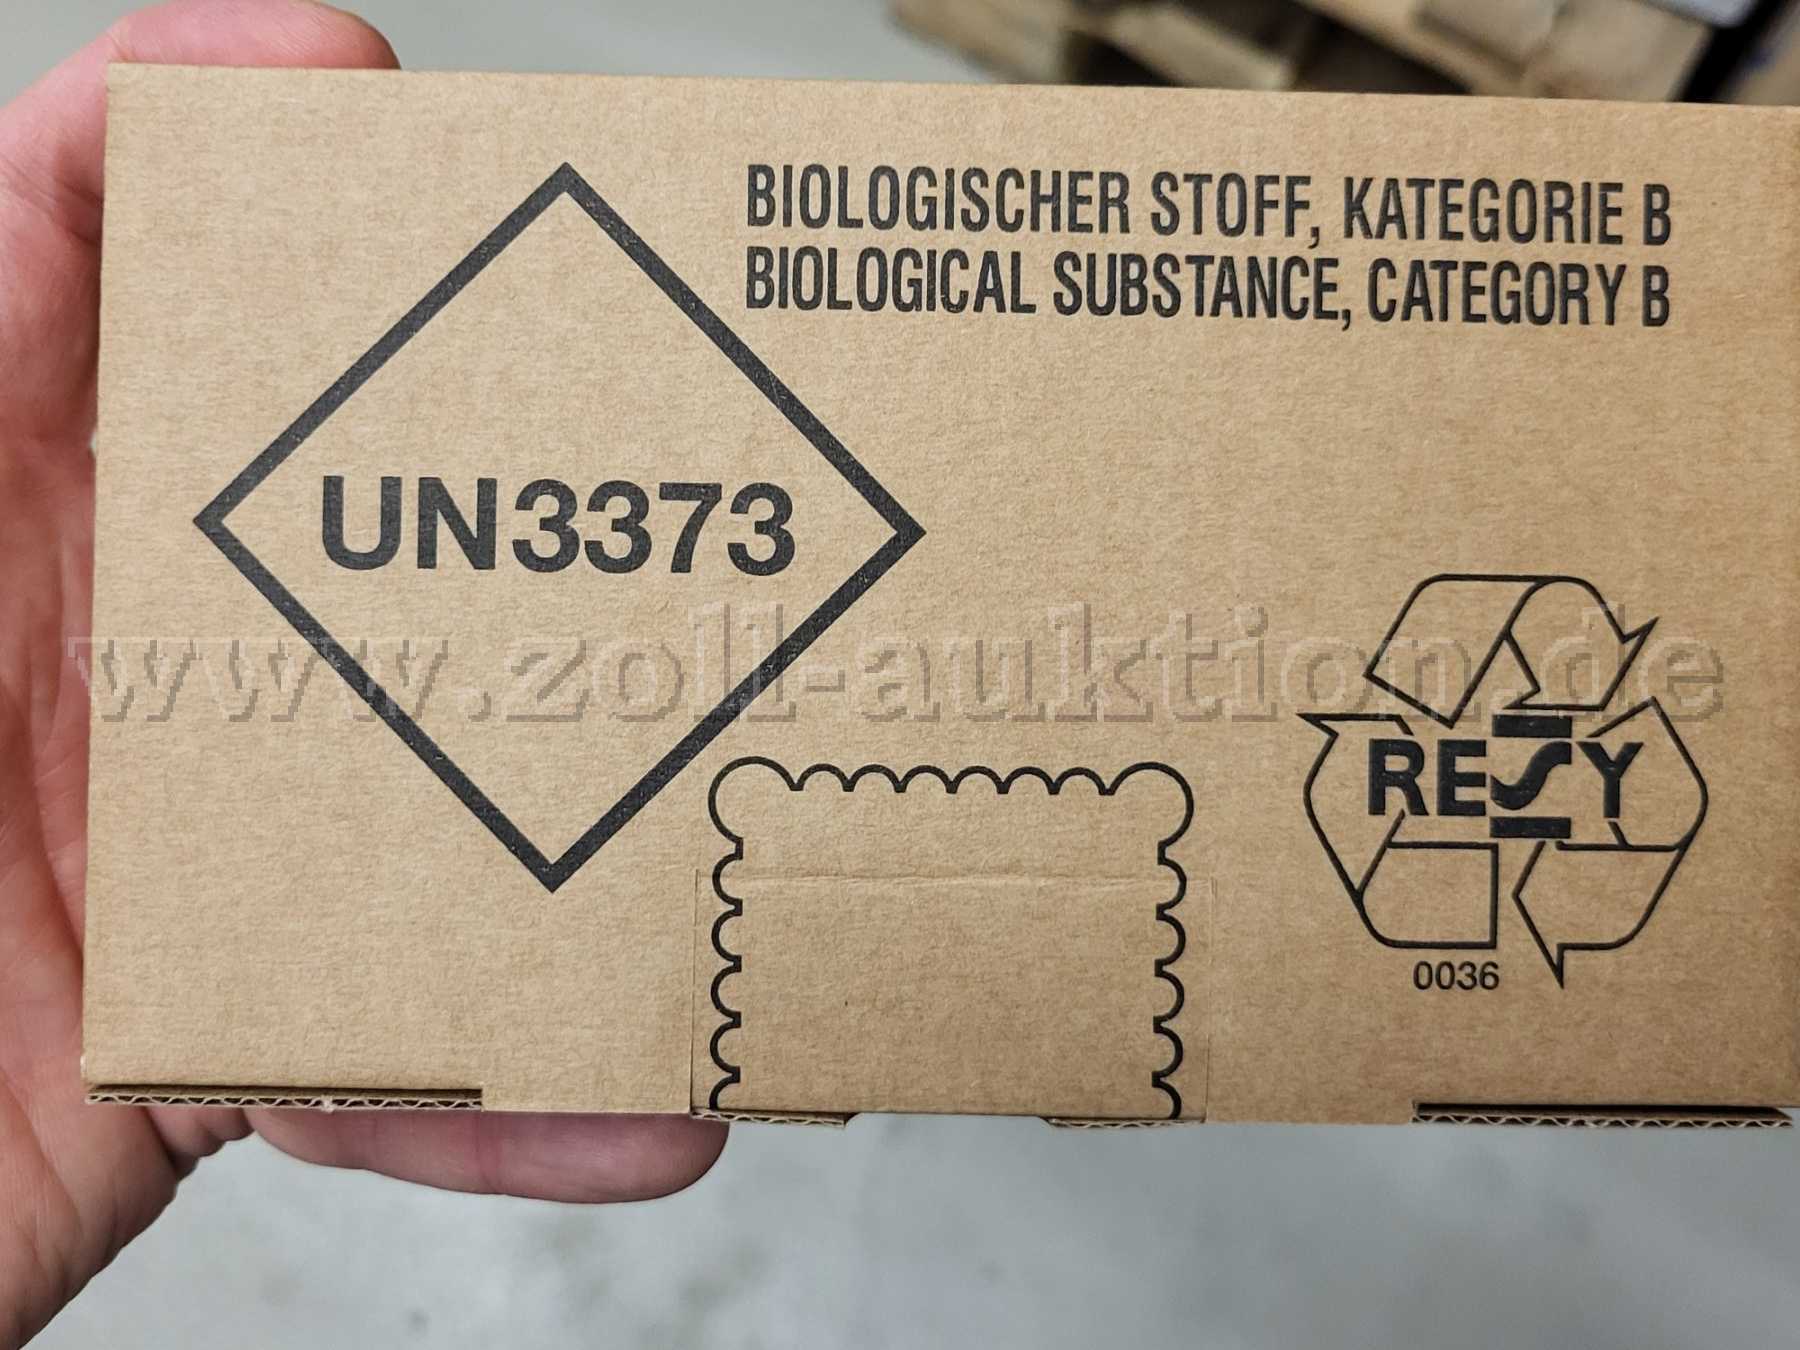 BIOLOGISCHER STOFF, KATEGORIE B
BIOLOGICAL SUBSTANCE, CATEGORY B
UN3373
www.zoll-auktion.de
RESY
0036